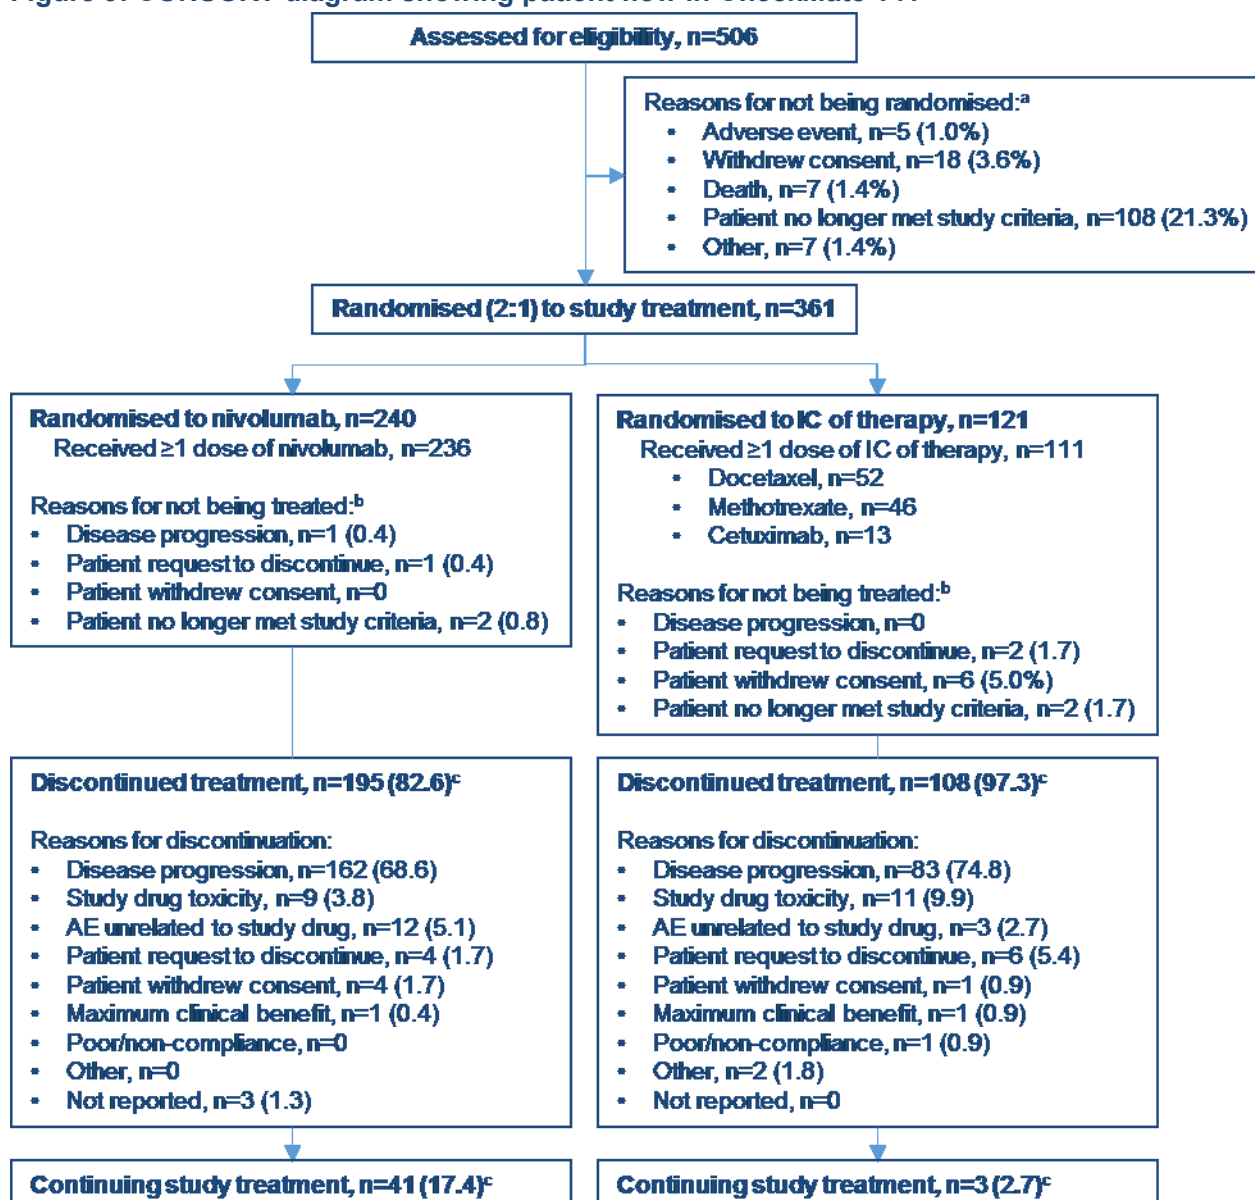 Assessed for eligibility, n=506
Reasons for not being randomised:ª
• Adverse event, n=5 (1.0%)
• Withdrew consent, n=18 (3.6%)
• Death, n=7 (1.4%)
• Patient no longer met study criteria, n=108 (21.3%)
• Other, n=7 (1.4%)
Randomised (2:1) to study treatment, n=361
Randomised to nivolumab, n=240
Received ≥1 dose of nivolumab, n=236
Reasons for not being treated:ᵇ
• Disease progression, n=1 (0.4)
• Patient request to discontinue, n=1 (0.4)
• Patient withdrew consent, n=0
• Patient no longer met study criteria, n=2 (0.8)
Randomised to IC of therapy, n=121
Received ≥1 dose of IC of therapy, n=111
• Docetaxel, n=52
• Methotrexate, n=46
• Cetuximab, n=13
Reasons for not being treated:ᵇ
• Disease progression, n=0
• Patient request to discontinue, n=2 (1.7)
• Patient withdrew consent, n=6 (5.0%)
• Patient no longer met study criteria, n=2 (1.7)
Discontinued treatment, n=195 (82.6)ᶜ
Reasons for discontinuation:
• Disease progression, n=162 (68.6)
• Study drug toxicity, n=9 (3.8)
• AE unrelated to study drug, n=12 (5.1)
• Patient request to discontinue, n=4 (1.7)
• Patient withdrew consent, n=4 (1.7)
• Maximum clinical benefit, n=1 (0.4)
• Poor/non-compliance, n=0
• Other, n=0
• Not reported, n=3 (1.3)
Discontinued treatment, n=108 (97.3)ᶜ
Reasons for discontinuation:
• Disease progression, n=83 (74.8)
• Study drug toxicity, n=11 (9.9)
• AE unrelated to study drug, n=3 (2.7)
• Patient request to discontinue, n=6 (5.4)
• Patient withdrew consent, n=1 (0.9)
• Maximum clinical benefit, n=1 (0.9)
• Poor/non-compliance, n=1 (0.9)
• Other, n=2 (1.8)
• Not reported, n=0
Continuing study treatment, n=41 (17.4)ᶜ
Continuing study treatment, n=3 (2.7)ᶜ